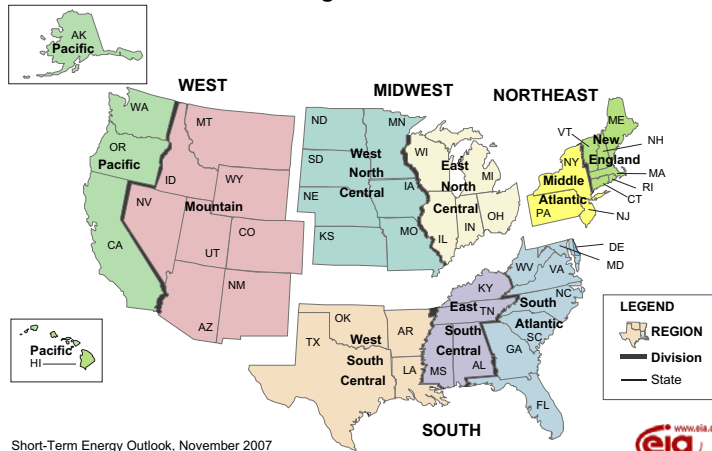 AK
Pacific
WEST
MIDWEST
NORTHEAST
WA
MT
OR
Pacific
ID
WY
NV
Mountain
CA
UT
CO
AZ
NM
ND
MN
SD
West
North
Central
NE
IA
KS
MO
WI
MI
East
North
Central
IL
IN
OH
ME
VT
New
England
NH
NY
MA
Middle
Atlantic
RI
CT
PA
NJ
DE
MD
WV
VA
KY
NC
East
South
Central
TN
South
Atlantic
SC
MS
AL
GA
FL
OK
AR
TX
West
South
Central
LA
SOUTH
Pacific
HI
LEGEND
REGION
Division
State
Short-Term Energy Outlook, November 2007
eia